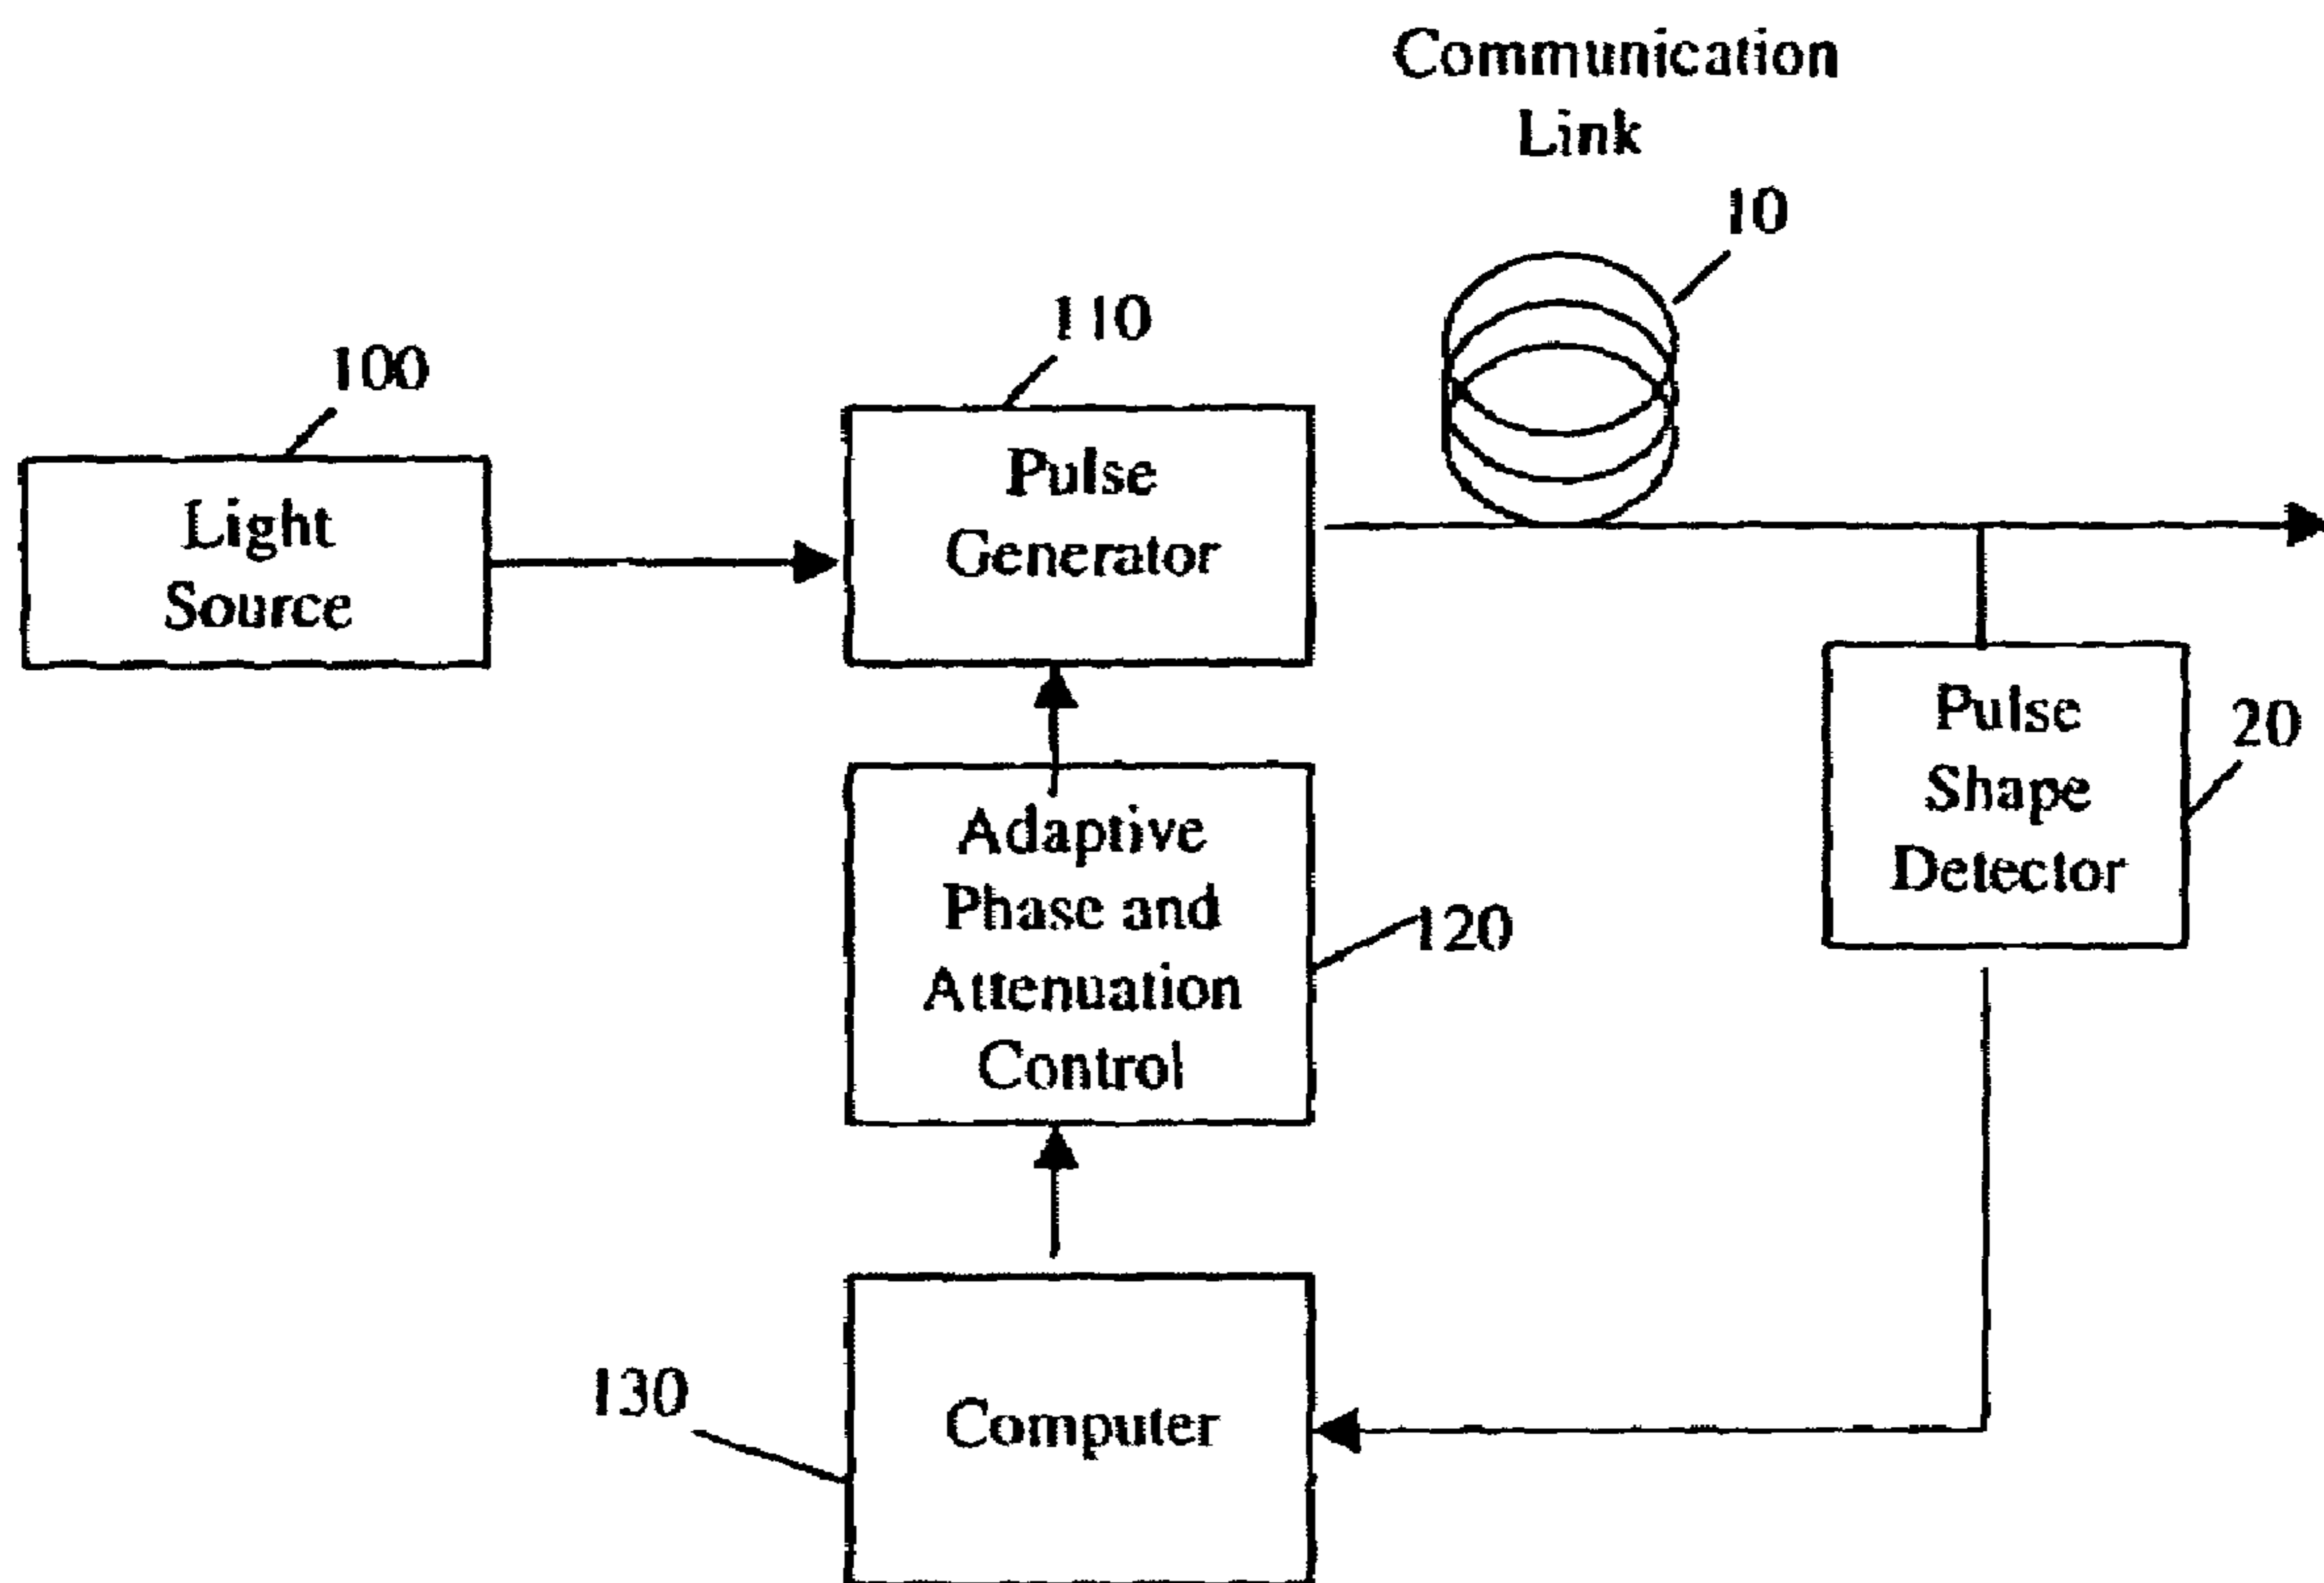 Communication
Link
10
110
100
Pulse
Generator
Light
Source
Pulse
Shape
Detector
20
Adaptive
Phase and
Attenuation
Control
120
130
Computer